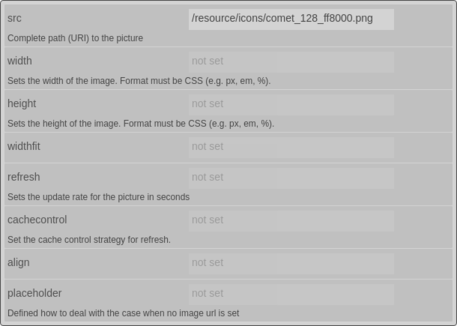 src /resource/icons/comet_128_ff8000.png
Complete path (URI) to the picture
width not set
Sets the width of the image. Format must be CSS (e.g. px, em, %).
height not set
Sets the height of the image. Format must be CSS (e.g. px, em, %).
widthfit not set
refresh not set
Sets the update rate for the picture in seconds
cachecontrol not set
Set the cache control strategy for refresh.
align not set
placeholder not set
Defined how to deal with the case when no image url is set